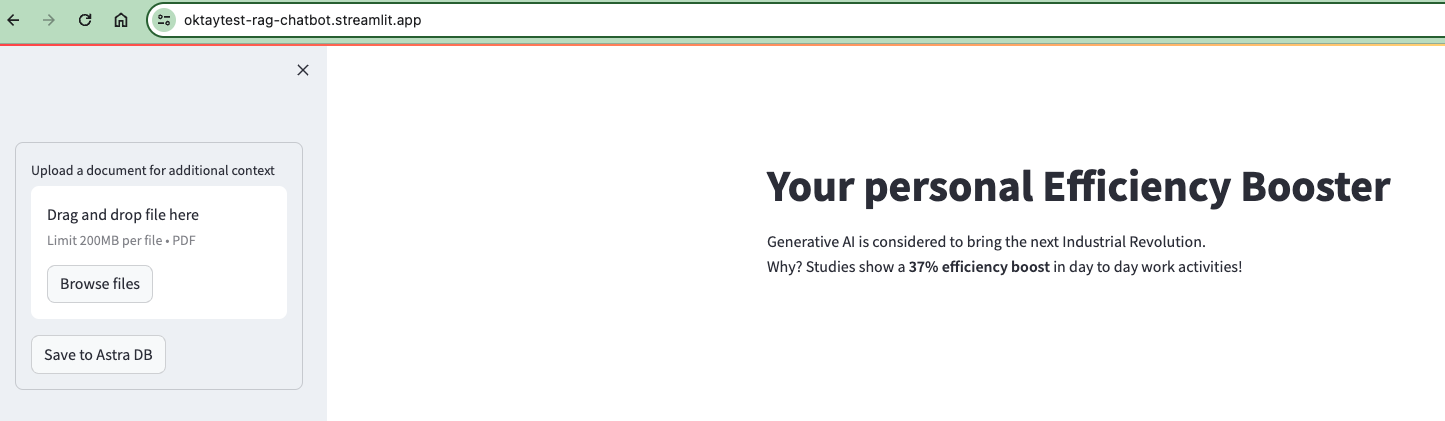 oktaytest-rag-chatbot.streamlit.app
Upload a document for additional context
Drag and drop file here
Limit 200MB per file • PDF
Browse files
Save to Astra DB
Your personal Efficiency Booster
Generative AI is considered to bring the next Industrial Revolution.
Why? Studies show a 37% efficiency boost in day to day work activities!